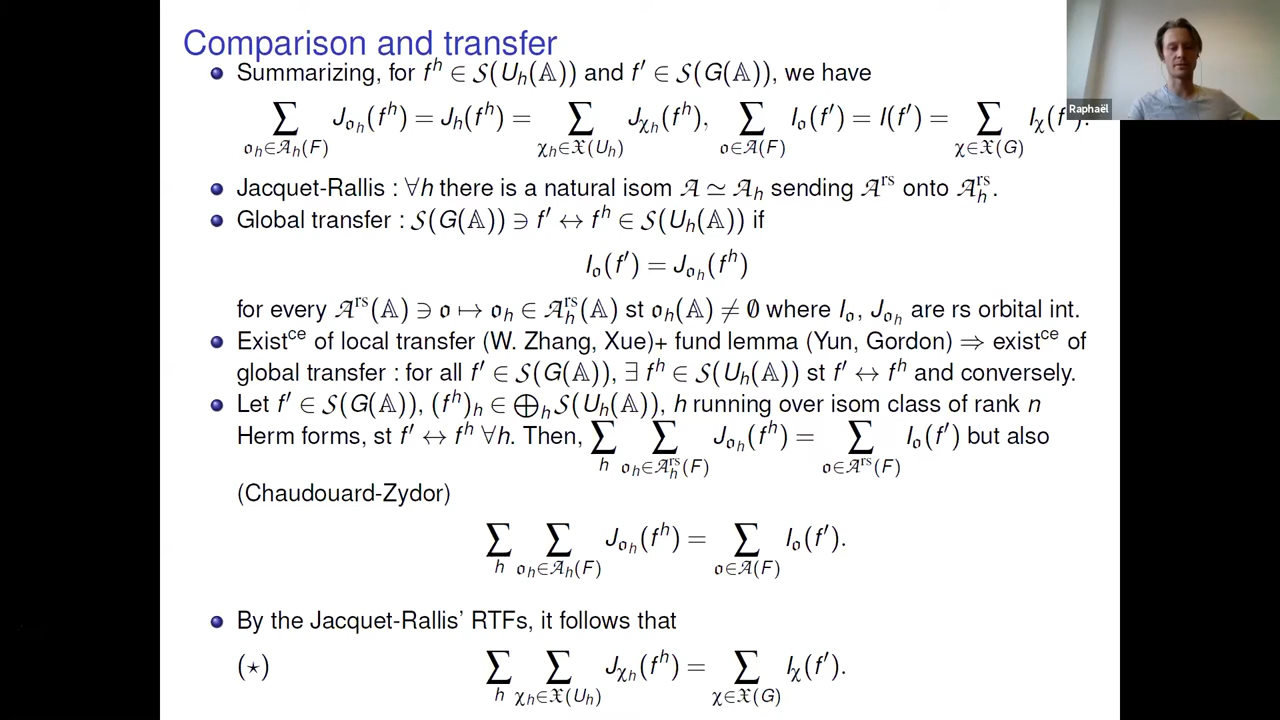 Comparison and transfer
Summarizing, for f^h ∈ 𝒮(U_h(𝔸)) and f′ ∈ 𝒮(G(𝔸)), we have
∑_{𝔬_h∈𝒜_h(F)} J_{𝔬_h}(f^h) = J_h(f^h) = ∑_{χ_h∈𝔛(U_h)} J_{χ_h}(f^h), ∑_{𝔬∈𝒜(F)} I_𝔬(f′) = I(f′) = ∑_{χ∈𝔛(G)} I_χ(f′).
Raphaël
Jacquet-Rallis : ∀h there is a natural isom 𝒜 ≃ 𝒜_h sending 𝒜^rs onto 𝒜_h^rs.
Global transfer : 𝒮(G(𝔸)) ∋ f′ ↔ f^h ∈ 𝒮(U_h(𝔸)) if
I_𝔬(f′) = J_{𝔬_h}(f^h)
for every 𝒜^rs(𝔸) ∋ 𝔬 ↦ 𝔬_h ∈ 𝒜_h^rs(𝔸) st 𝔬_h(𝔸) ≠ ∅ where I_𝔬, J_{𝔬_h} are rs orbital int.
Exist^ce of local transfer (W. Zhang, Xue)+ fund lemma (Yun, Gordon) ⇒ exist^ce of
global transfer : for all f′ ∈ 𝒮(G(𝔸)), ∃ f^h ∈ 𝒮(U_h(𝔸)) st f′ ↔ f^h and conversely.
Let f′ ∈ 𝒮(G(𝔸)), (f^h)_h ∈ ⨁_h 𝒮(U_h(𝔸)), h running over isom class of rank n
Herm forms, st f′ ↔ f^h ∀h. Then, ∑_h ∑_{𝔬_h∈𝒜_h^rs(F)} J_{𝔬_h}(f^h) = ∑_{𝔬∈𝒜^rs(F)} I_𝔬(f′) but also
(Chaudouard-Zydor)
∑_h ∑_{𝔬_h∈𝒜_h(F)} J_{𝔬_h}(f^h) = ∑_{𝔬∈𝒜(F)} I_𝔬(f′).
By the Jacquet-Rallis' RTFs, it follows that
(⋆) ∑_h ∑_{χ_h∈𝔛(U_h)} J_{χ_h}(f^h) = ∑_{χ∈𝔛(G)} I_χ(f′).